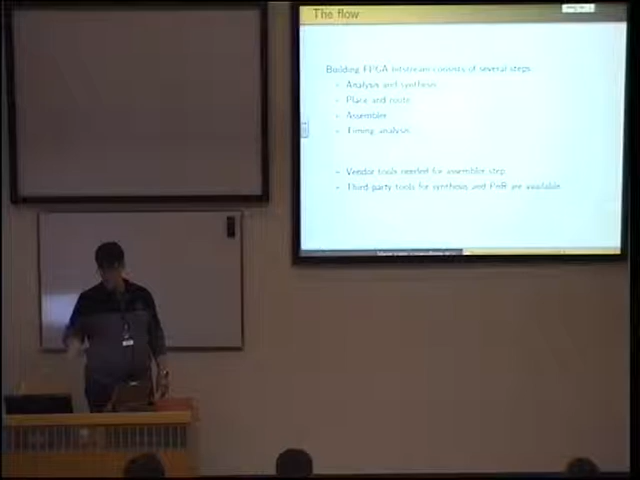 The flow
Building FPGA bitstream consists of several steps
Analysis and synthesis
Place and route
Assembler
Timing analysis
Vendor tools needed for assembler step
Third party tools for synthesis and PnR are available